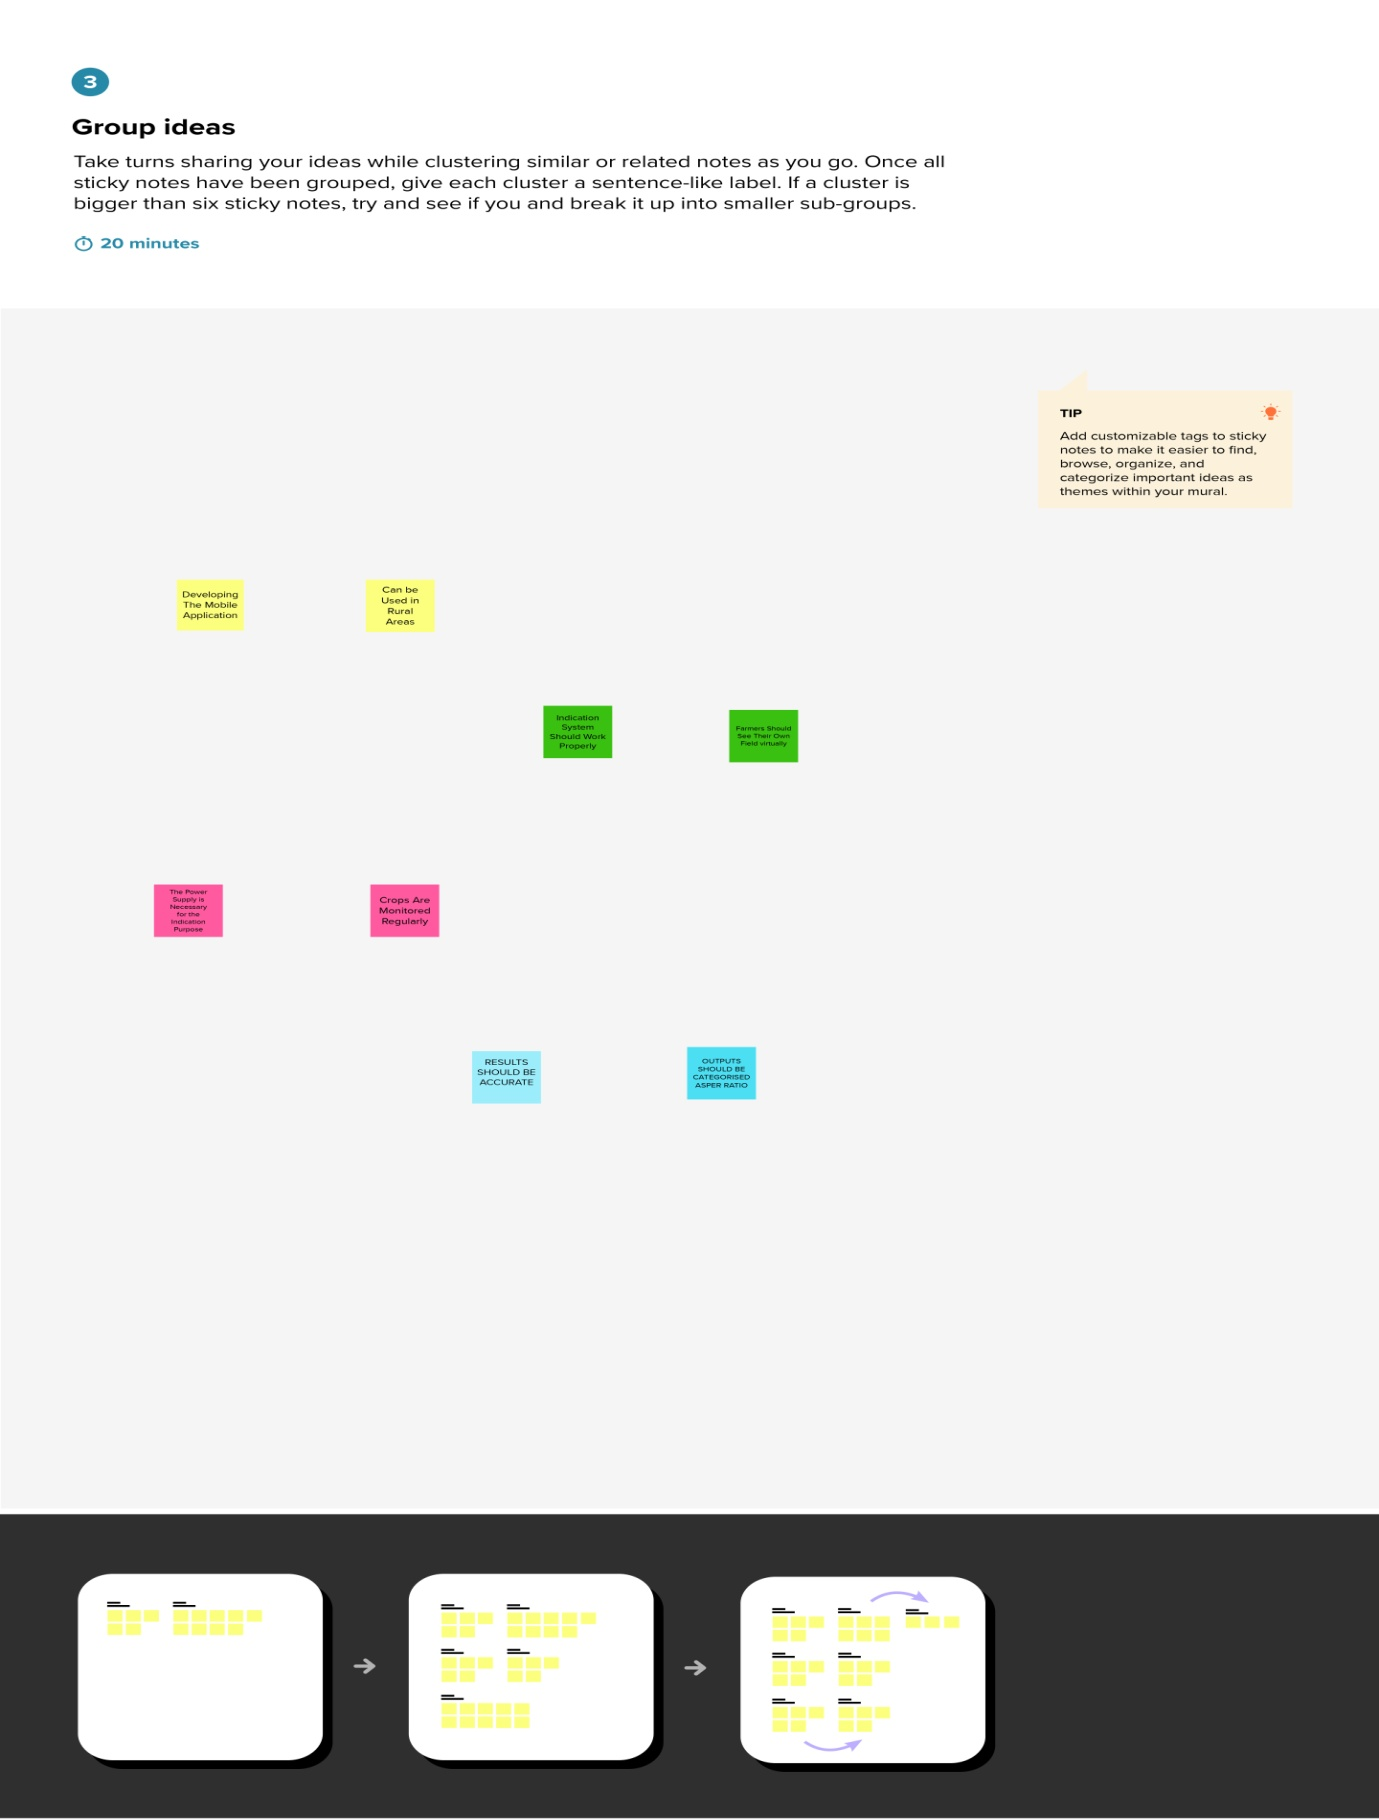 3
Group ideas
Take turns sharing your ideas while clustering similar or related notes as you go. Once all
sticky notes have been grouped, give each cluster a sentence-like label. If a cluster is
bigger than six sticky notes, try and see if you and break it up into smaller sub-groups.
20 minutes
TIP
Add customizable tags to sticky
notes to make it easier to find,
browse, organize, and
categorize important ideas as
themes within your mural.
Developing
The Mobile
Application
Can be
Used in
Rural
Areas
Indication
System
Should Work
Properly
Farmers Should
See Their Own
Field virtually
The Power
Supply is
Necessary
for the
Indication
Purpose
Crops Are
Monitored
Regularly
RESULTS
SHOULD BE
ACCURATE
OUTPUTS
SHOULD BE
CATEGORISED
ASPER RATIO